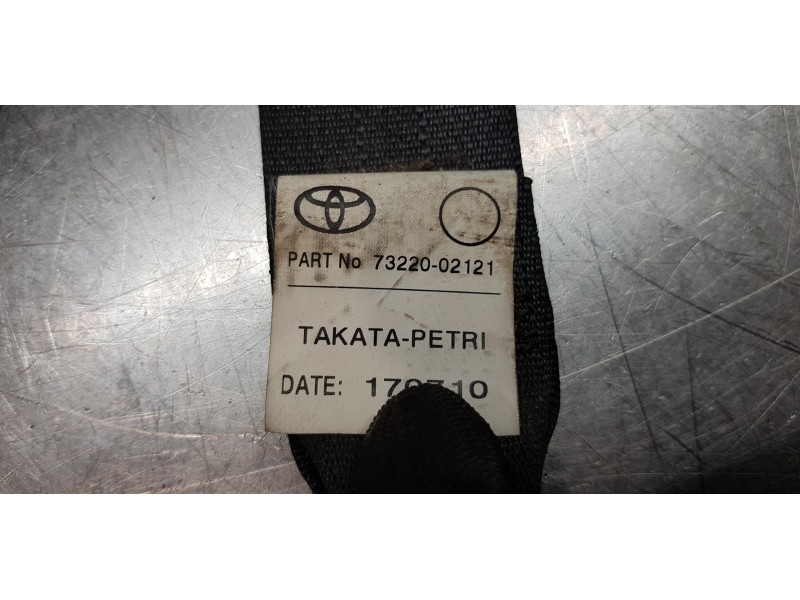 PART No 73220-02121
TAKATA-PETRI
DATE: